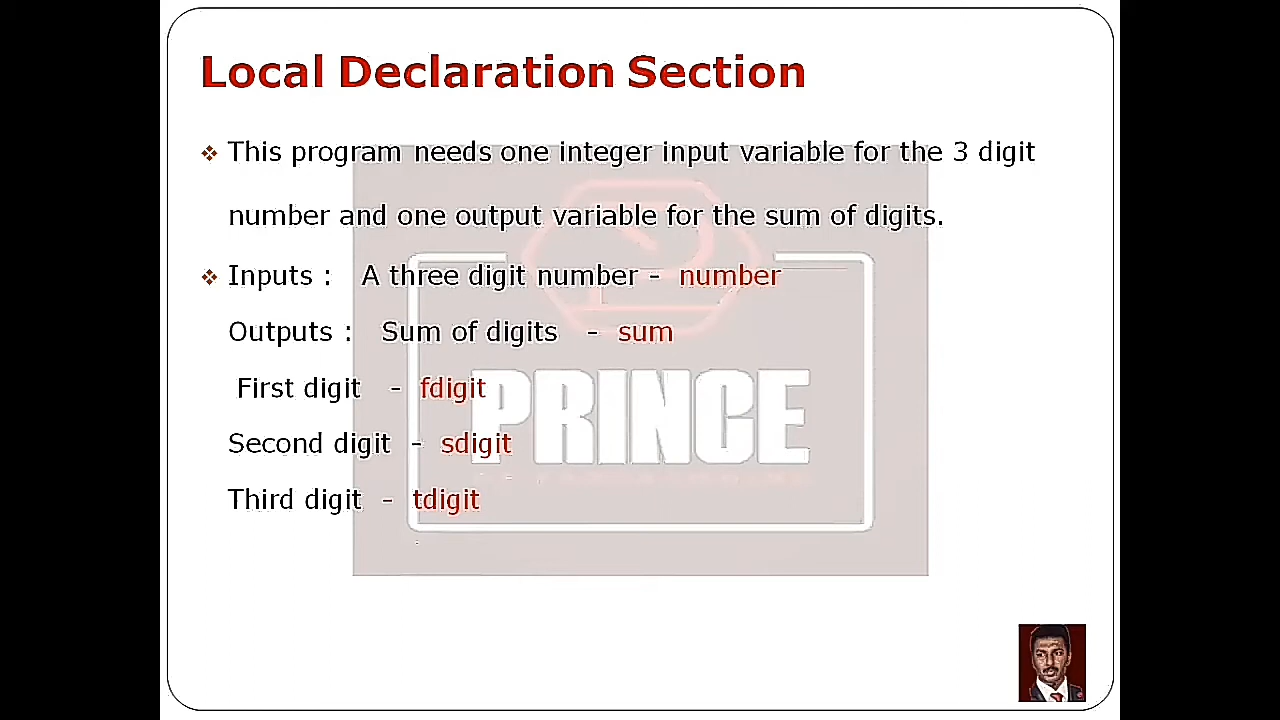 Local Declaration Section
This program needs one integer input variable for the 3 digit
number and one output variable for the sum of digits.
Inputs : A three digit number - number
Outputs : Sum of digits - sum
First digit - fdigit
Second digit - sdigit
Third digit - tdigit
PRINCE